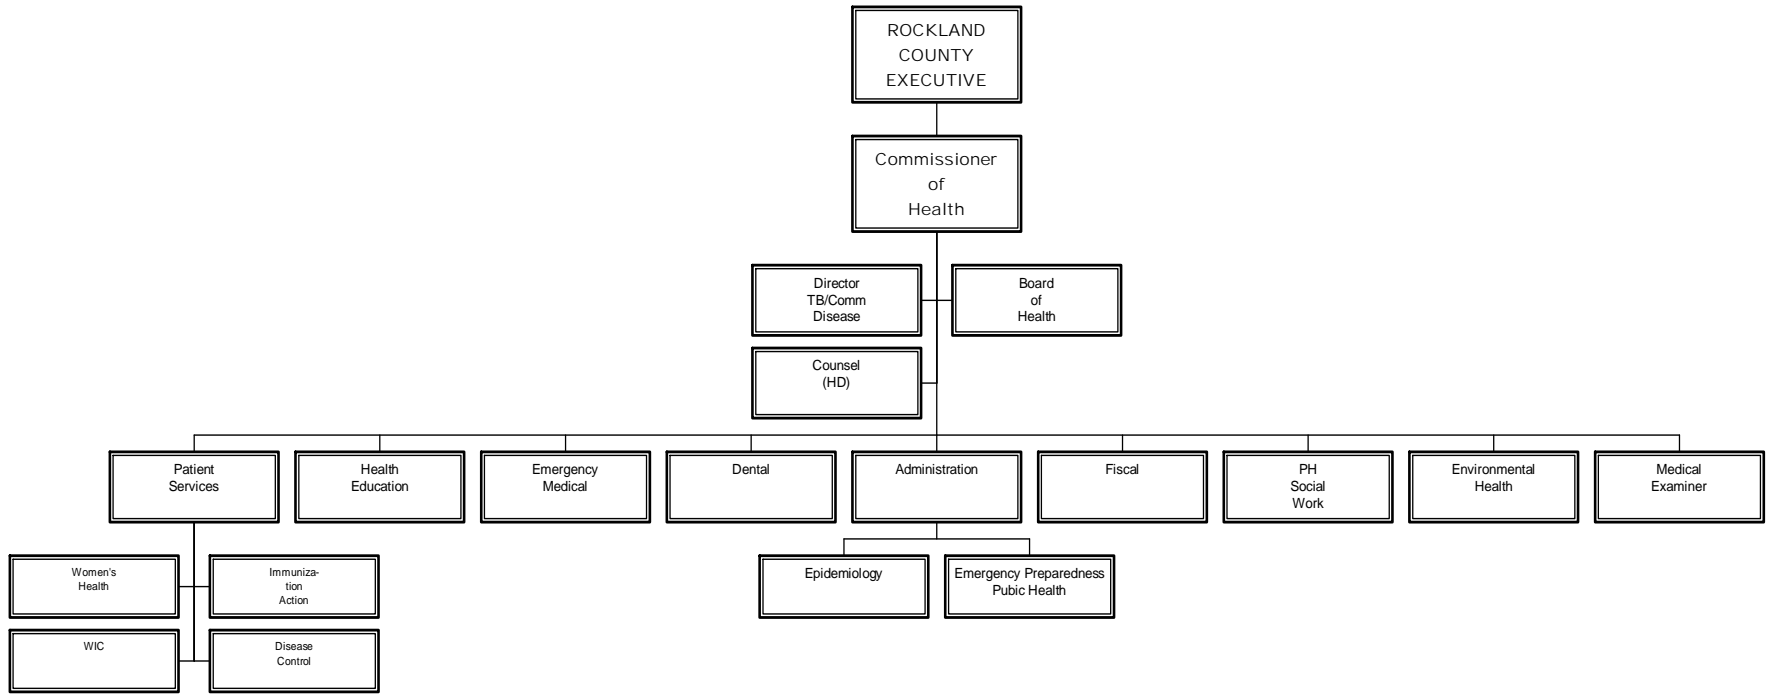 ROCKLAND
COUNTY
EXECUTIVE
Commissioner
of
Health
Director
TB/Comm
Disease
Board
of
Health
Counsel
(HD)
Patient
Services
Health
Education
Emergency
Medical
Dental
Administration
Fiscal
PH
Social
Work
Environmental
Health
Medical
Examiner
Women's
Health
Immuniza-
tion
Action
Epidemiology
Emergency Preparedness
Pubic Health
WIC
Disease
Control